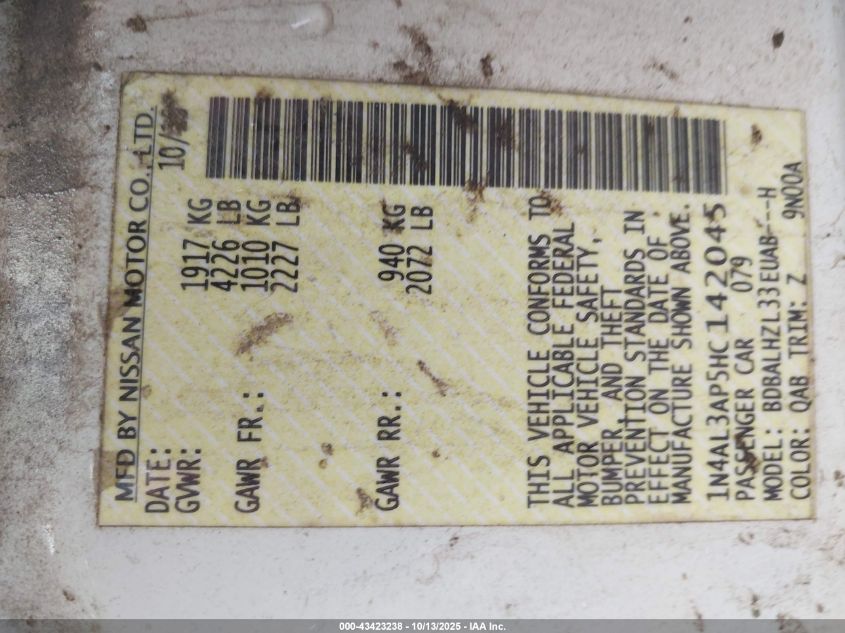 MFD BY NISSAN MOTOR CO., LTD.
DATE: 10/
GVWR: 1917 KG
4226 LB
GAWR FR.: 1010 KG
2227 LB
GAWR RR.: 940 KG
2072 LB
THIS VEHICLE CONFORMS TO
ALL APPLICABLE FEDERAL
MOTOR VEHICLE SAFETY,
BUMPER, AND THEFT
PREVENTION STANDARDS IN
EFFECT ON THE DATE OF
MANUFACTURE SHOWN ABOVE.
1N4AL3AP5HC142045
PASSENGER CAR 079
MODEL: BDBALHZL33EUAB---H
COLOR: QAB TRIM: Z 9N00A
000-43423238 - 10/13/2025 - IAA Inc.